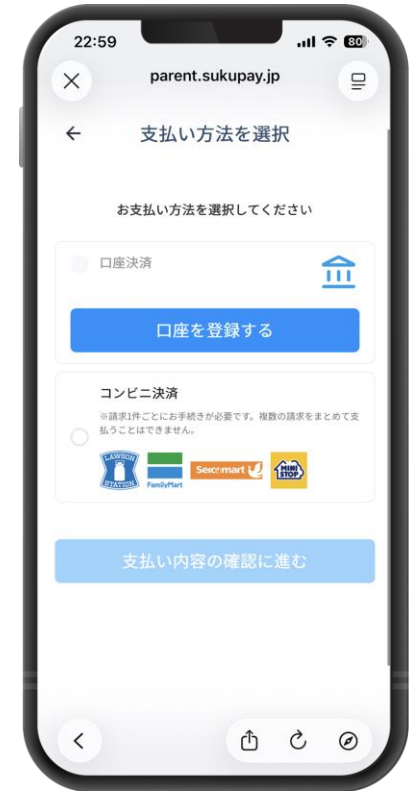 22:59
80
parent.sukupay.jp
支払い方法を選択
お支払い方法を選択してください
口座決済
口座を登録する
コンビニ決済
※請求1件ごとにお手続きが必要です。複数の請求をまとめて支
払うことはできません。
LAWSON
STATION
FamilyMart
Seicomart
MINI
STOP
支払い内容の確認に進む